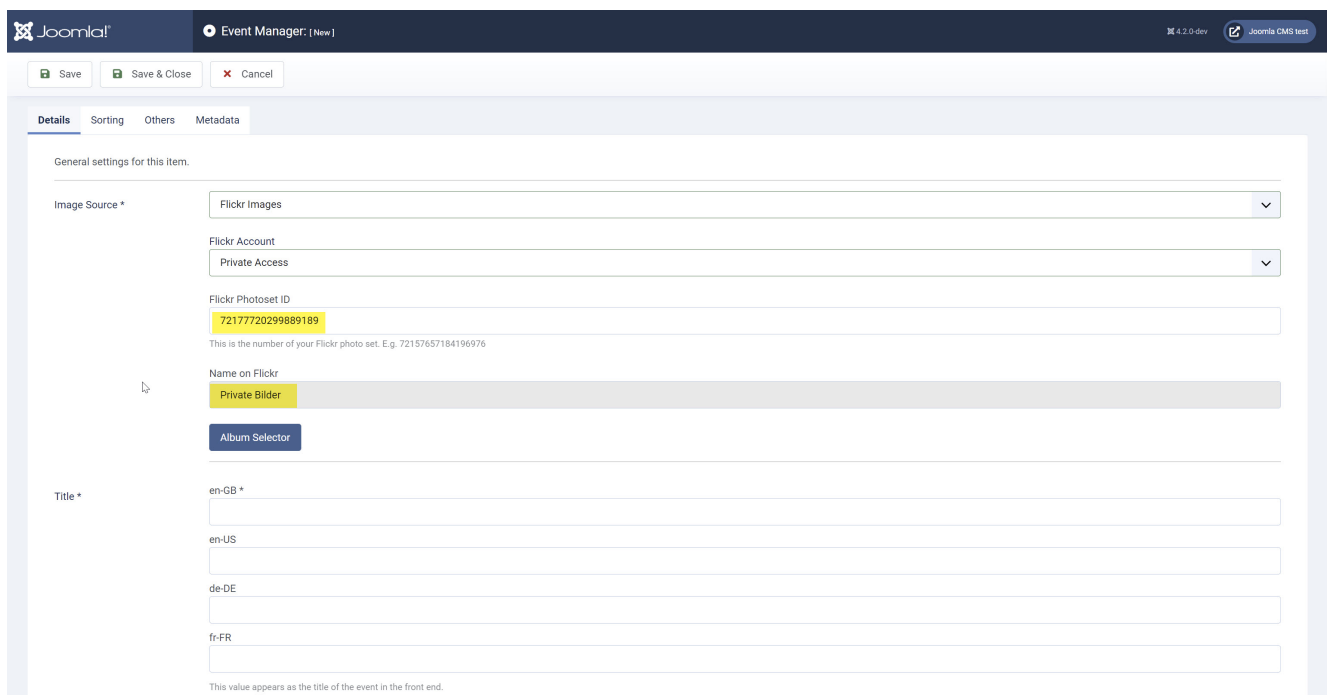 Joomla!® Event Manager: [ New ] 4.2.0-dev Joomla CMS test
Save Save & Close Cancel
Details Sorting Others Metadata
General settings for this item.
Image Source * Flickr Images
Flickr Account
Private Access
Flickr Photoset ID
72177720299889189
This is the number of your Flickr photo set. E.g. 72157657184196976
Name on Flickr
Private Bilder
Album Selector
Title * en-GB *
en-US
de-DE
fr-FR
This value appears as the title of the event in the front end.